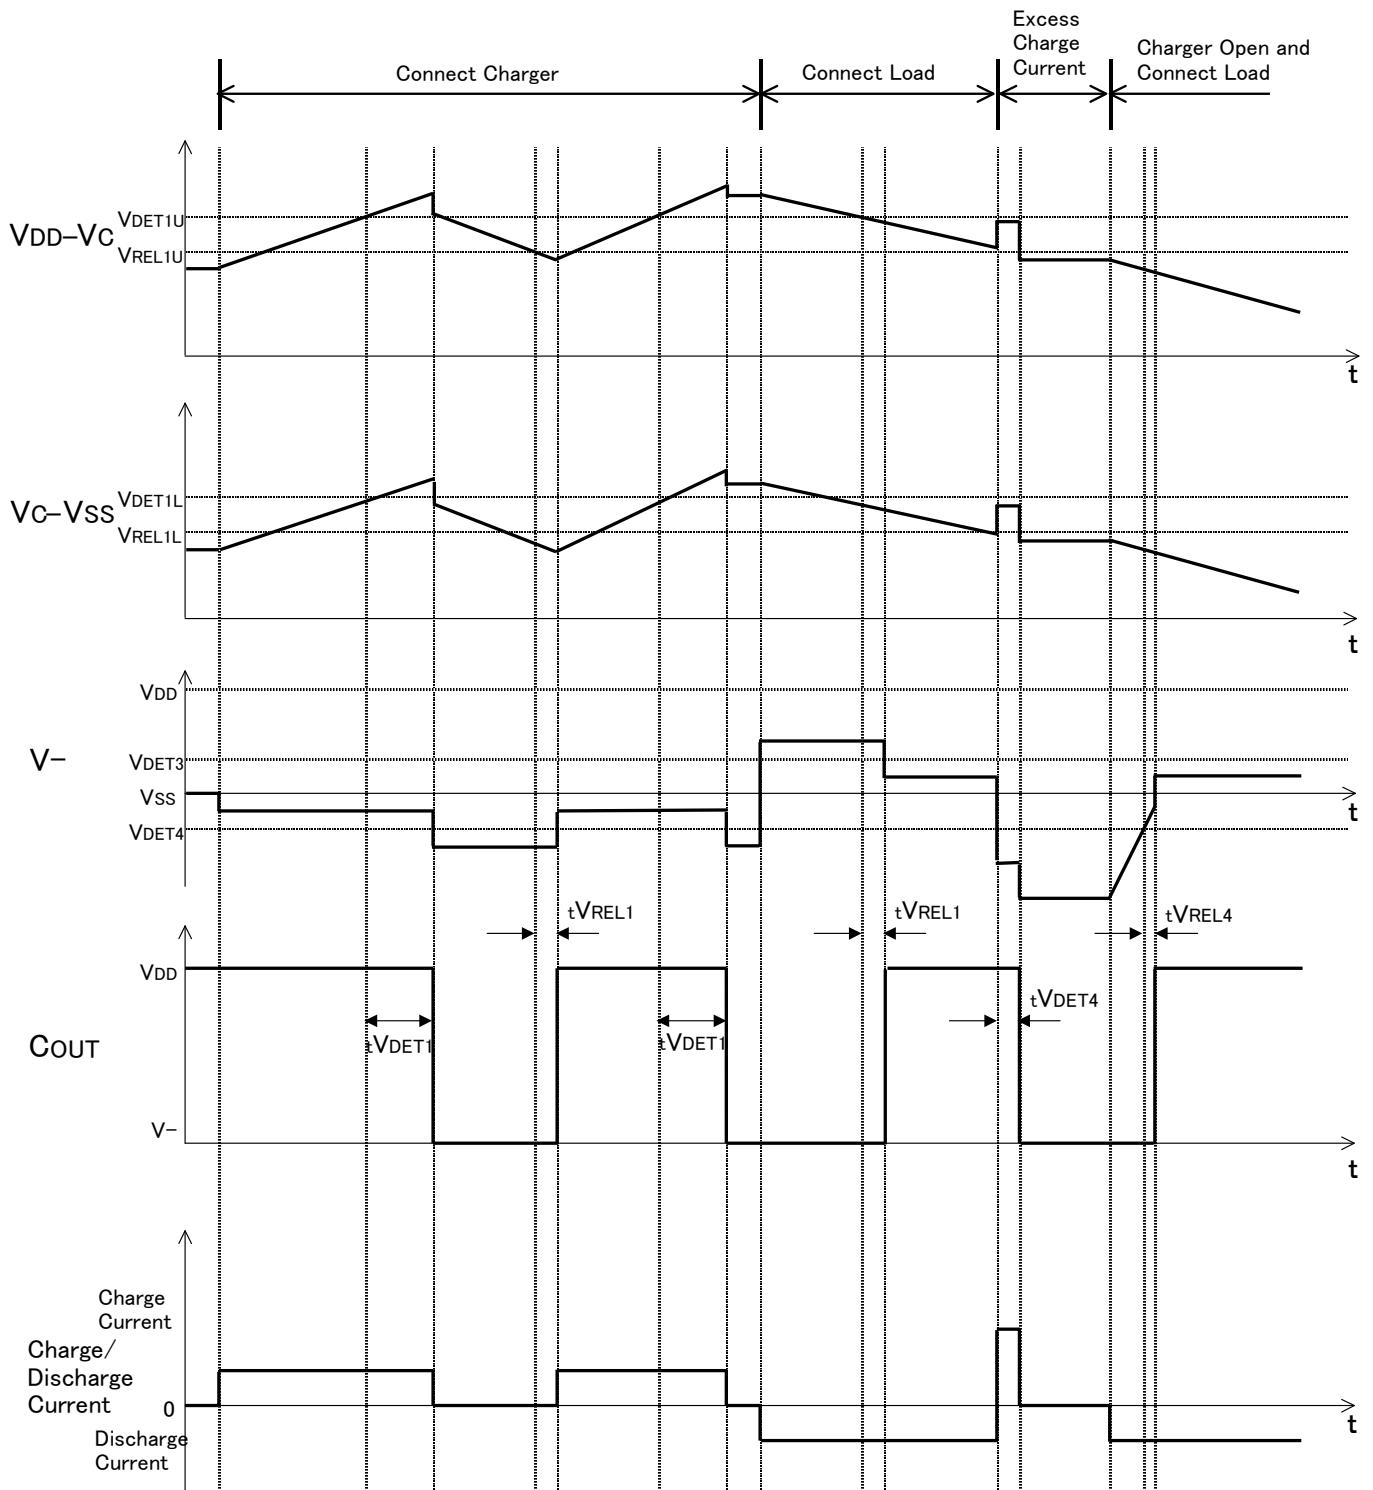 Excess
Charge
Current
Connect Charger
Connect Load
Charger Open and
Connect Load
VDD–VC
VDET1U
VREL1U
t
VC–VSS
VDET1L
VREL1L
t
V−
VDD
VDET3
VSS
VDET4
t
tVREL1
tVREL1
tVREL4
COUT
VDD
tVDET1
tVDET1
tVDET4
V−
t
Charge
Current
Charge/
Discharge
Current
0
Discharge
Current
t